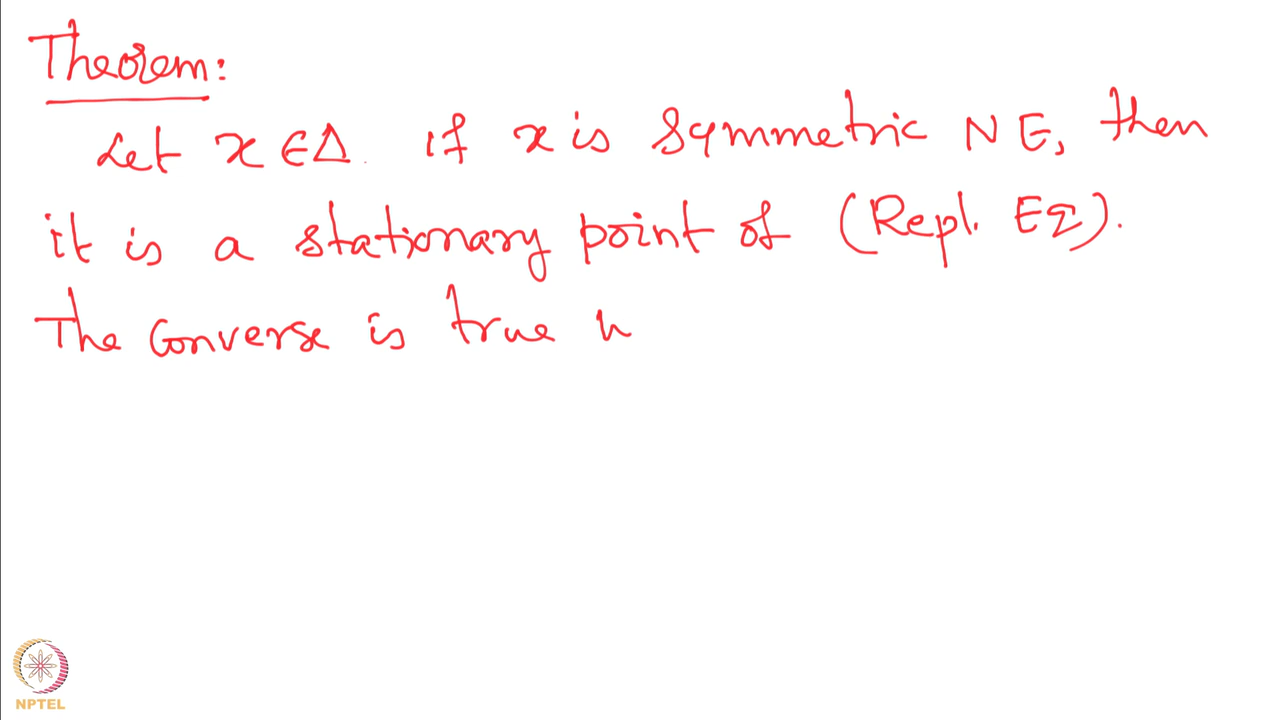 Theorem:
Let x ∈ Δ. If x is symmetric NE, then
it is a stationary point of (Repl. EQ).
The converse is true
NPTEL